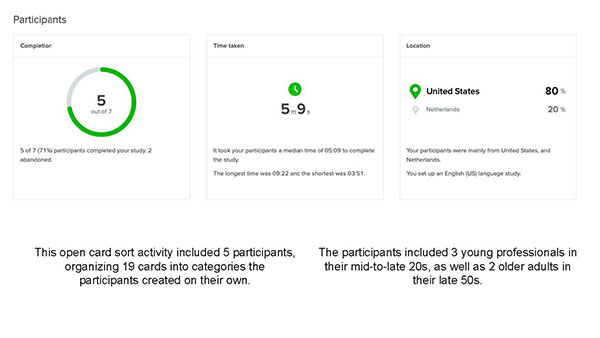 Participants
Completion
5
out of 7
5 of 7 (71%) participants completed your study. 2
abandoned.
Time taken
5m 9s
It took your participants a median time of 05:09 to complete
the study.
The longest time was 09:22 and the shortest was 03:51.
Location
United States 80 %
Netherlands 20 %
Your participants were mainly from United States, and
Netherlands.
You set up an English (US) language study.
This open card sort activity included 5 participants,
organizing 19 cards into categories the
participants created on their own.
The participants included 3 young professionals in
their mid-to-late 20s, as well as 2 older adults in
their late 50s.